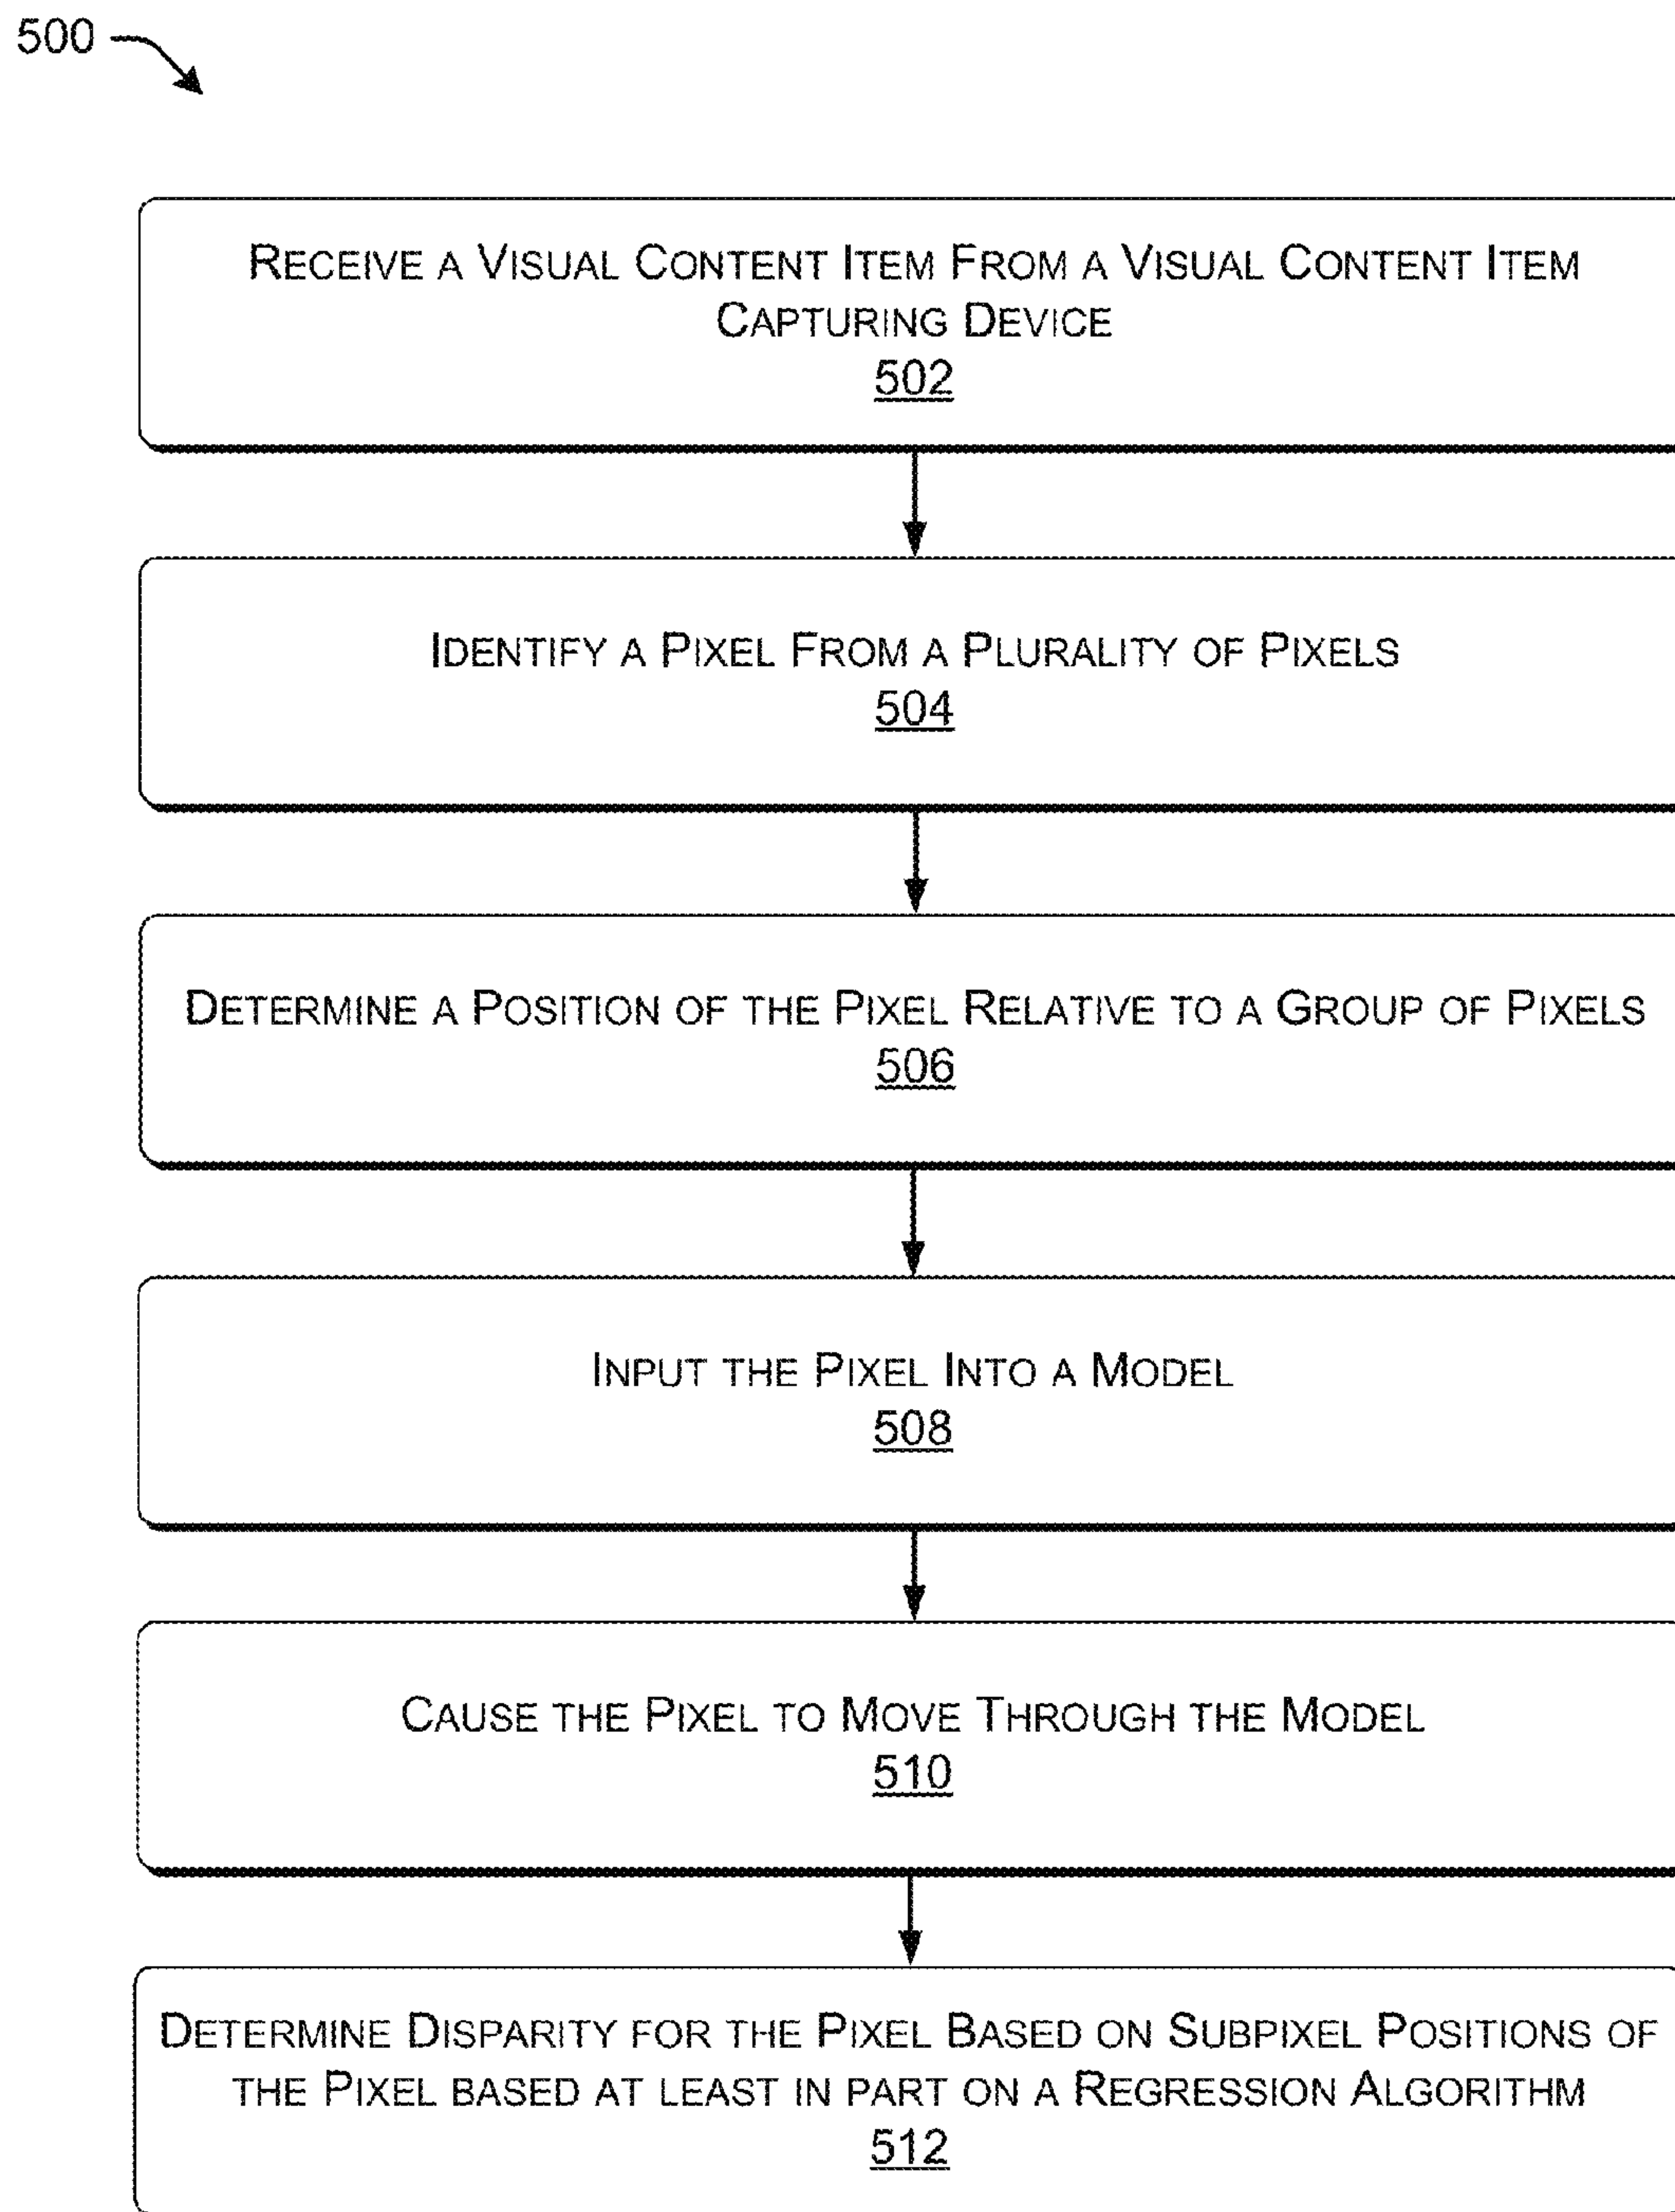 500
RECEIVE A VISUAL CONTENT ITEM FROM A VISUAL CONTENT ITEM
CAPTURING DEVICE
502
IDENTIFY A PIXEL FROM A PLURALITY OF PIXELS
504
DETERMINE A POSITION OF THE PIXEL RELATIVE TO A GROUP OF PIXELS
506
INPUT THE PIXEL INTO A MODEL
508
CAUSE THE PIXEL TO MOVE THROUGH THE MODEL
510
DETERMINE DISPARITY FOR THE PIXEL BASED ON SUBPIXEL POSITIONS OF
THE PIXEL BASED AT LEAST IN PART ON A REGRESSION ALGORITHM
512